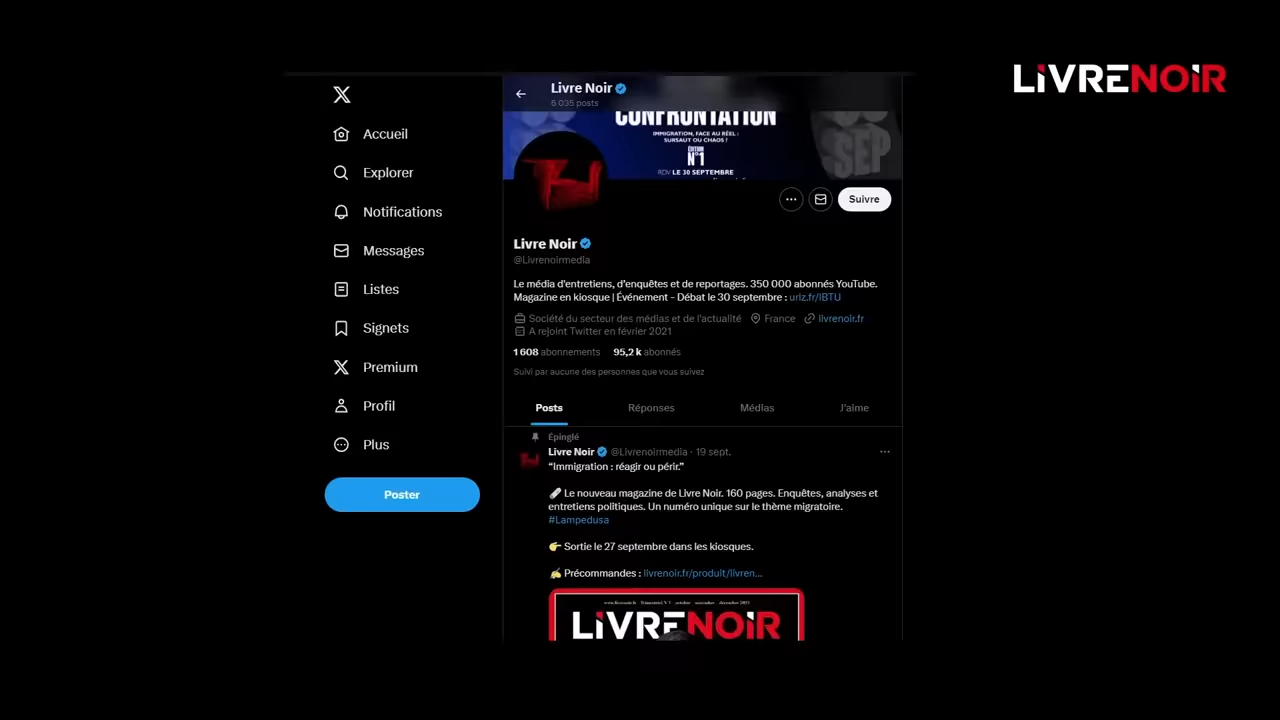 LiVRENOiR
Livre Noir
6 035 posts
CONFRONTATION
IMMIGRATION, FACE AU RÉEL :
SURSAUT OU CHAOS !
ÉDITION
N°1
RDV LE 30 SEPTEMBRE
SEP
Accueil
Explorer
Notifications
Messages
Listes
Signets
Premium
Profil
Plus
Poster
Suivre
Livre Noir
@Livrenoirmedia
Le média d'entretiens, d'enquêtes et de reportages. 350 000 abonnés YouTube.
Magazine en kiosque | Événement - Débat le 30 septembre : urlz.fr/lBTU
Société du secteur des médias et de l'actualité France livrenoir.fr
A rejoint Twitter en février 2021
1 608 abonnements 95,2 k abonnés
Suivi par aucune des personnes que vous suivez
Posts Réponses Médias J'aime
Épinglé
Livre Noir @Livrenoirmedia · 19 sept.
“Immigration : réagir ou périr.”
🗞️ Le nouveau magazine de Livre Noir. 160 pages. Enquêtes, analyses et
entretiens politiques. Un numéro unique sur le thème migratoire.
#Lampedusa
👉 Sortie le 27 septembre dans les kiosques.
✍️ Précommandes : livrenoir.fr/produit/livren…
LiVRENOiR